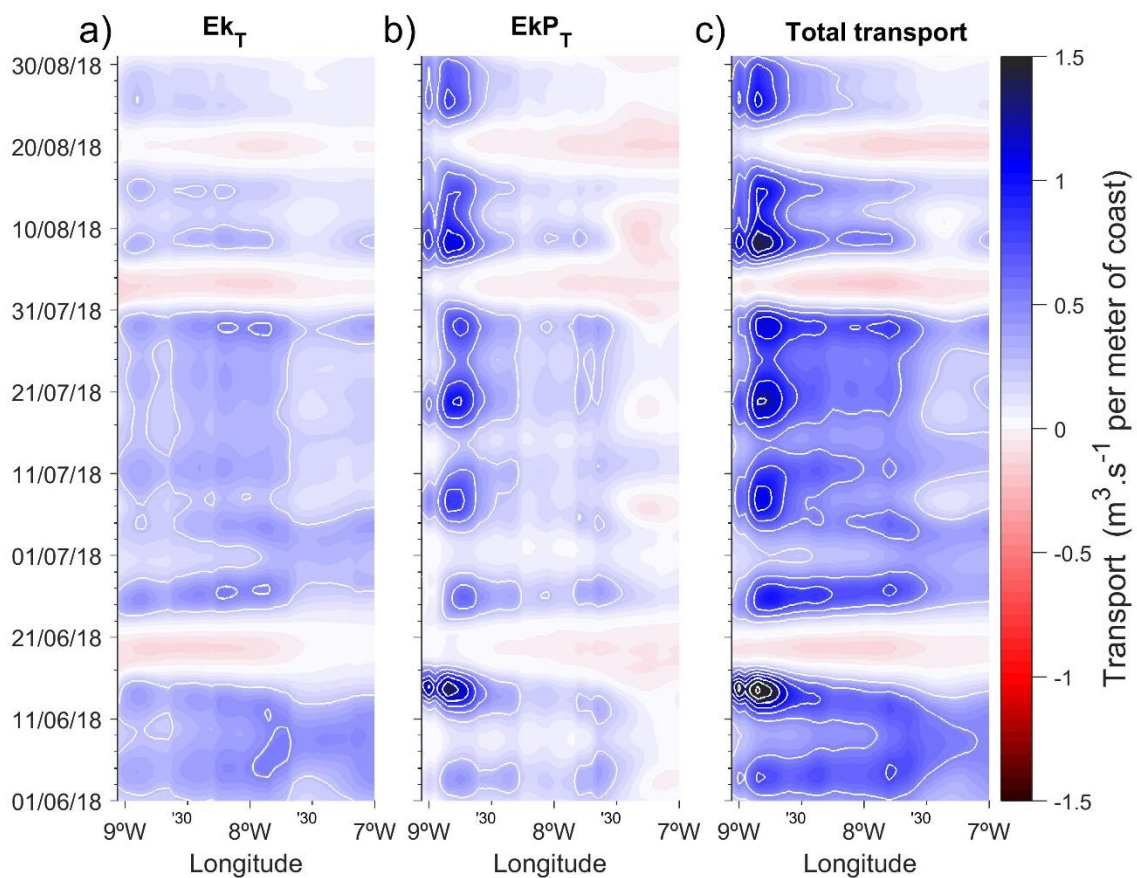 a) Ek_T b) EkP_T c) Total transport
30/08/18
20/08/18
10/08/18
31/07/18
21/07/18
11/07/18
01/07/18
21/06/18
11/06/18
01/06/18
9ºW '30 8ºW '30 7ºW
9ºW '30 8ºW '30 7ºW
9ºW '30 8ºW '30 7ºW
Longitude Longitude Longitude
1.5
1
0.5
0
-0.5
-1
-1.5
Transport (m³.s⁻¹ per meter of coast)